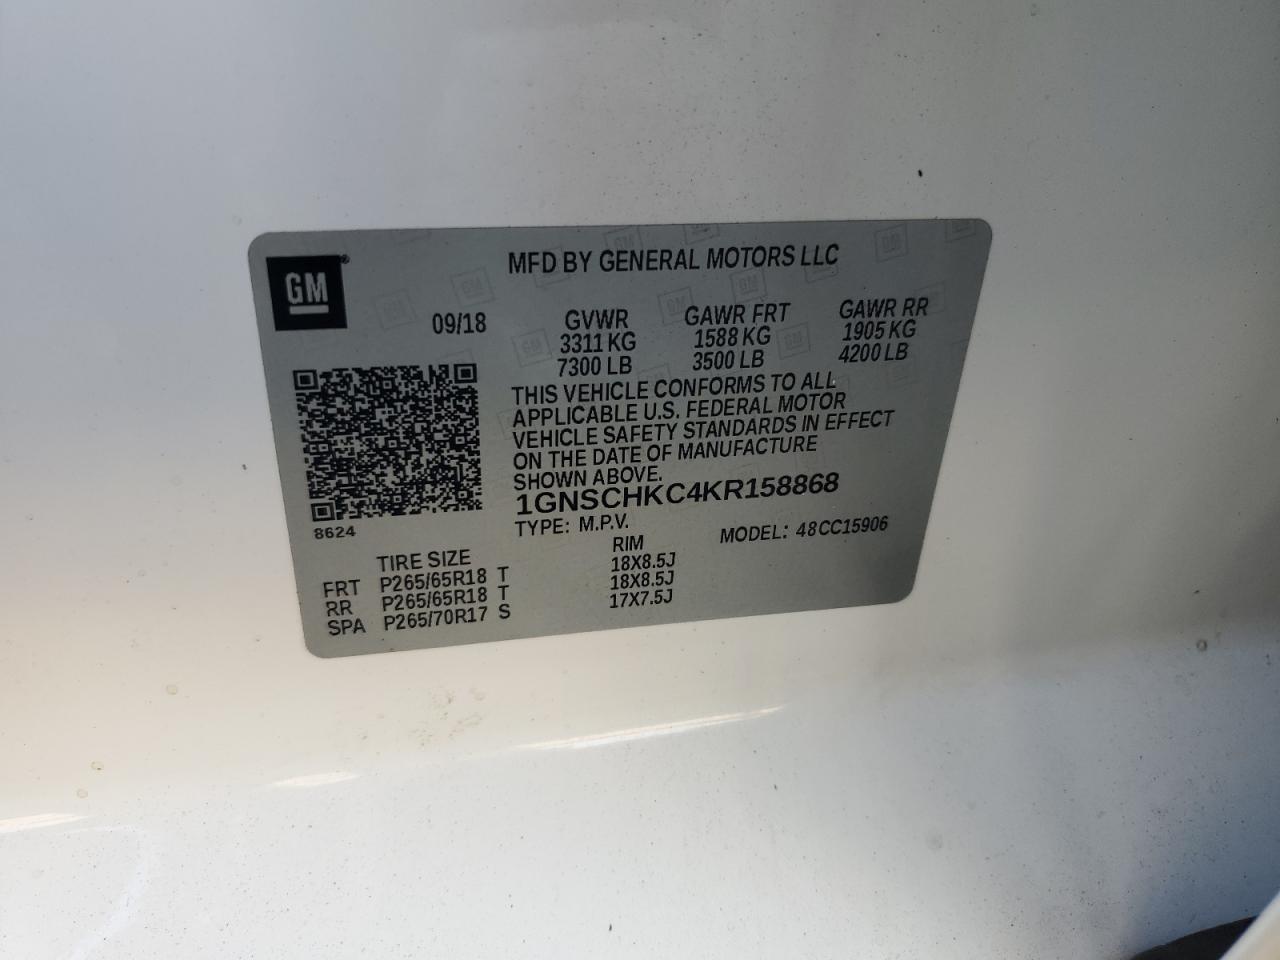 MFD BY GENERAL MOTORS LLC
GM®
09/18
GVWR GAWR FRT GAWR RR
3311 KG 1588 KG 1905 KG
7300 LB 3500 LB 4200 LB
THIS VEHICLE CONFORMS TO ALL
APPLICABLE U.S. FEDERAL MOTOR
VEHICLE SAFETY STANDARDS IN EFFECT
ON THE DATE OF MANUFACTURE
SHOWN ABOVE.
1GNSCHKC4KR158868
8624
TYPE: M.P.V. MODEL: 48CC15906
TIRE SIZE RIM
FRT P265/65R18 T 18X8.5J
RR P265/65R18 T 18X8.5J
SPA P265/70R17 S 17X7.5J